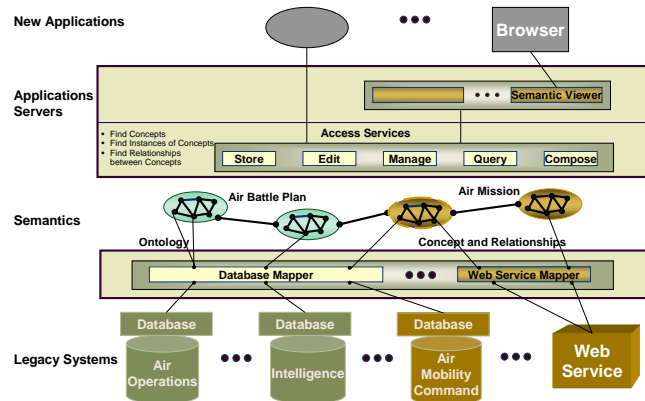 New Applications
Browser
Applications
Servers
Semantic Viewer
• Find Concepts
• Find Instances of Concepts
• Find Relationships
between Concepts
Access Services
Store
Edit
Manage
Query
Compose
Air Battle Plan
Air Mission
Semantics
Ontology
Concept and Relationships
Database Mapper
Web Service Mapper
Database
Database
Database
Legacy Systems
Air
Operations
Intelligence
Air
Mobility
Command
Web
Service